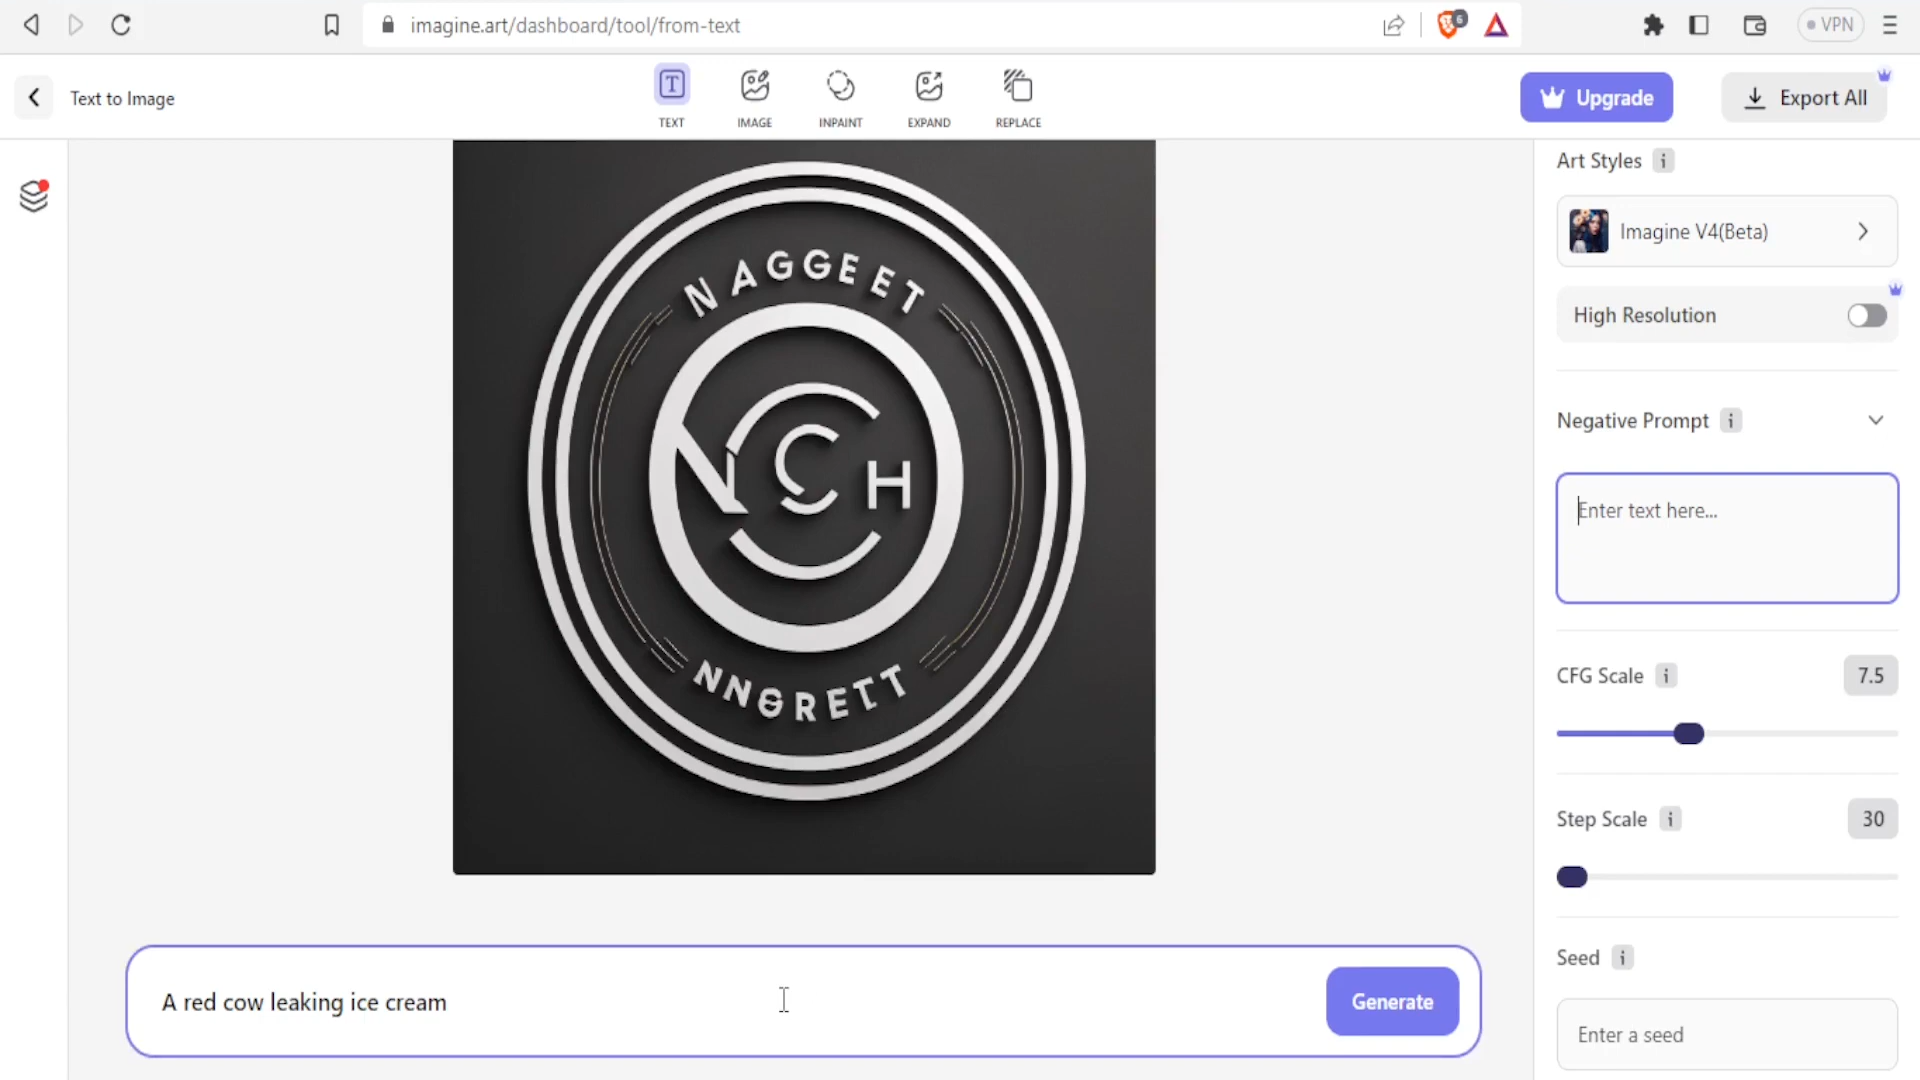 imagine.art/dashboard/tool/from-text
6
VPN
Text to Image
T
TEXT
IMAGE
INPAINT
EXPAND
REPLACE
Upgrade
Export All
Art Styles i
Imagine V4(Beta)
High Resolution
Negative Prompt i
Enter text here...
CFG Scale i 7.5
Step Scale i 30
Seed i
Enter a seed
NAGGEET
N C H
NNGRETT
A red cow leaking ice cream
Generate